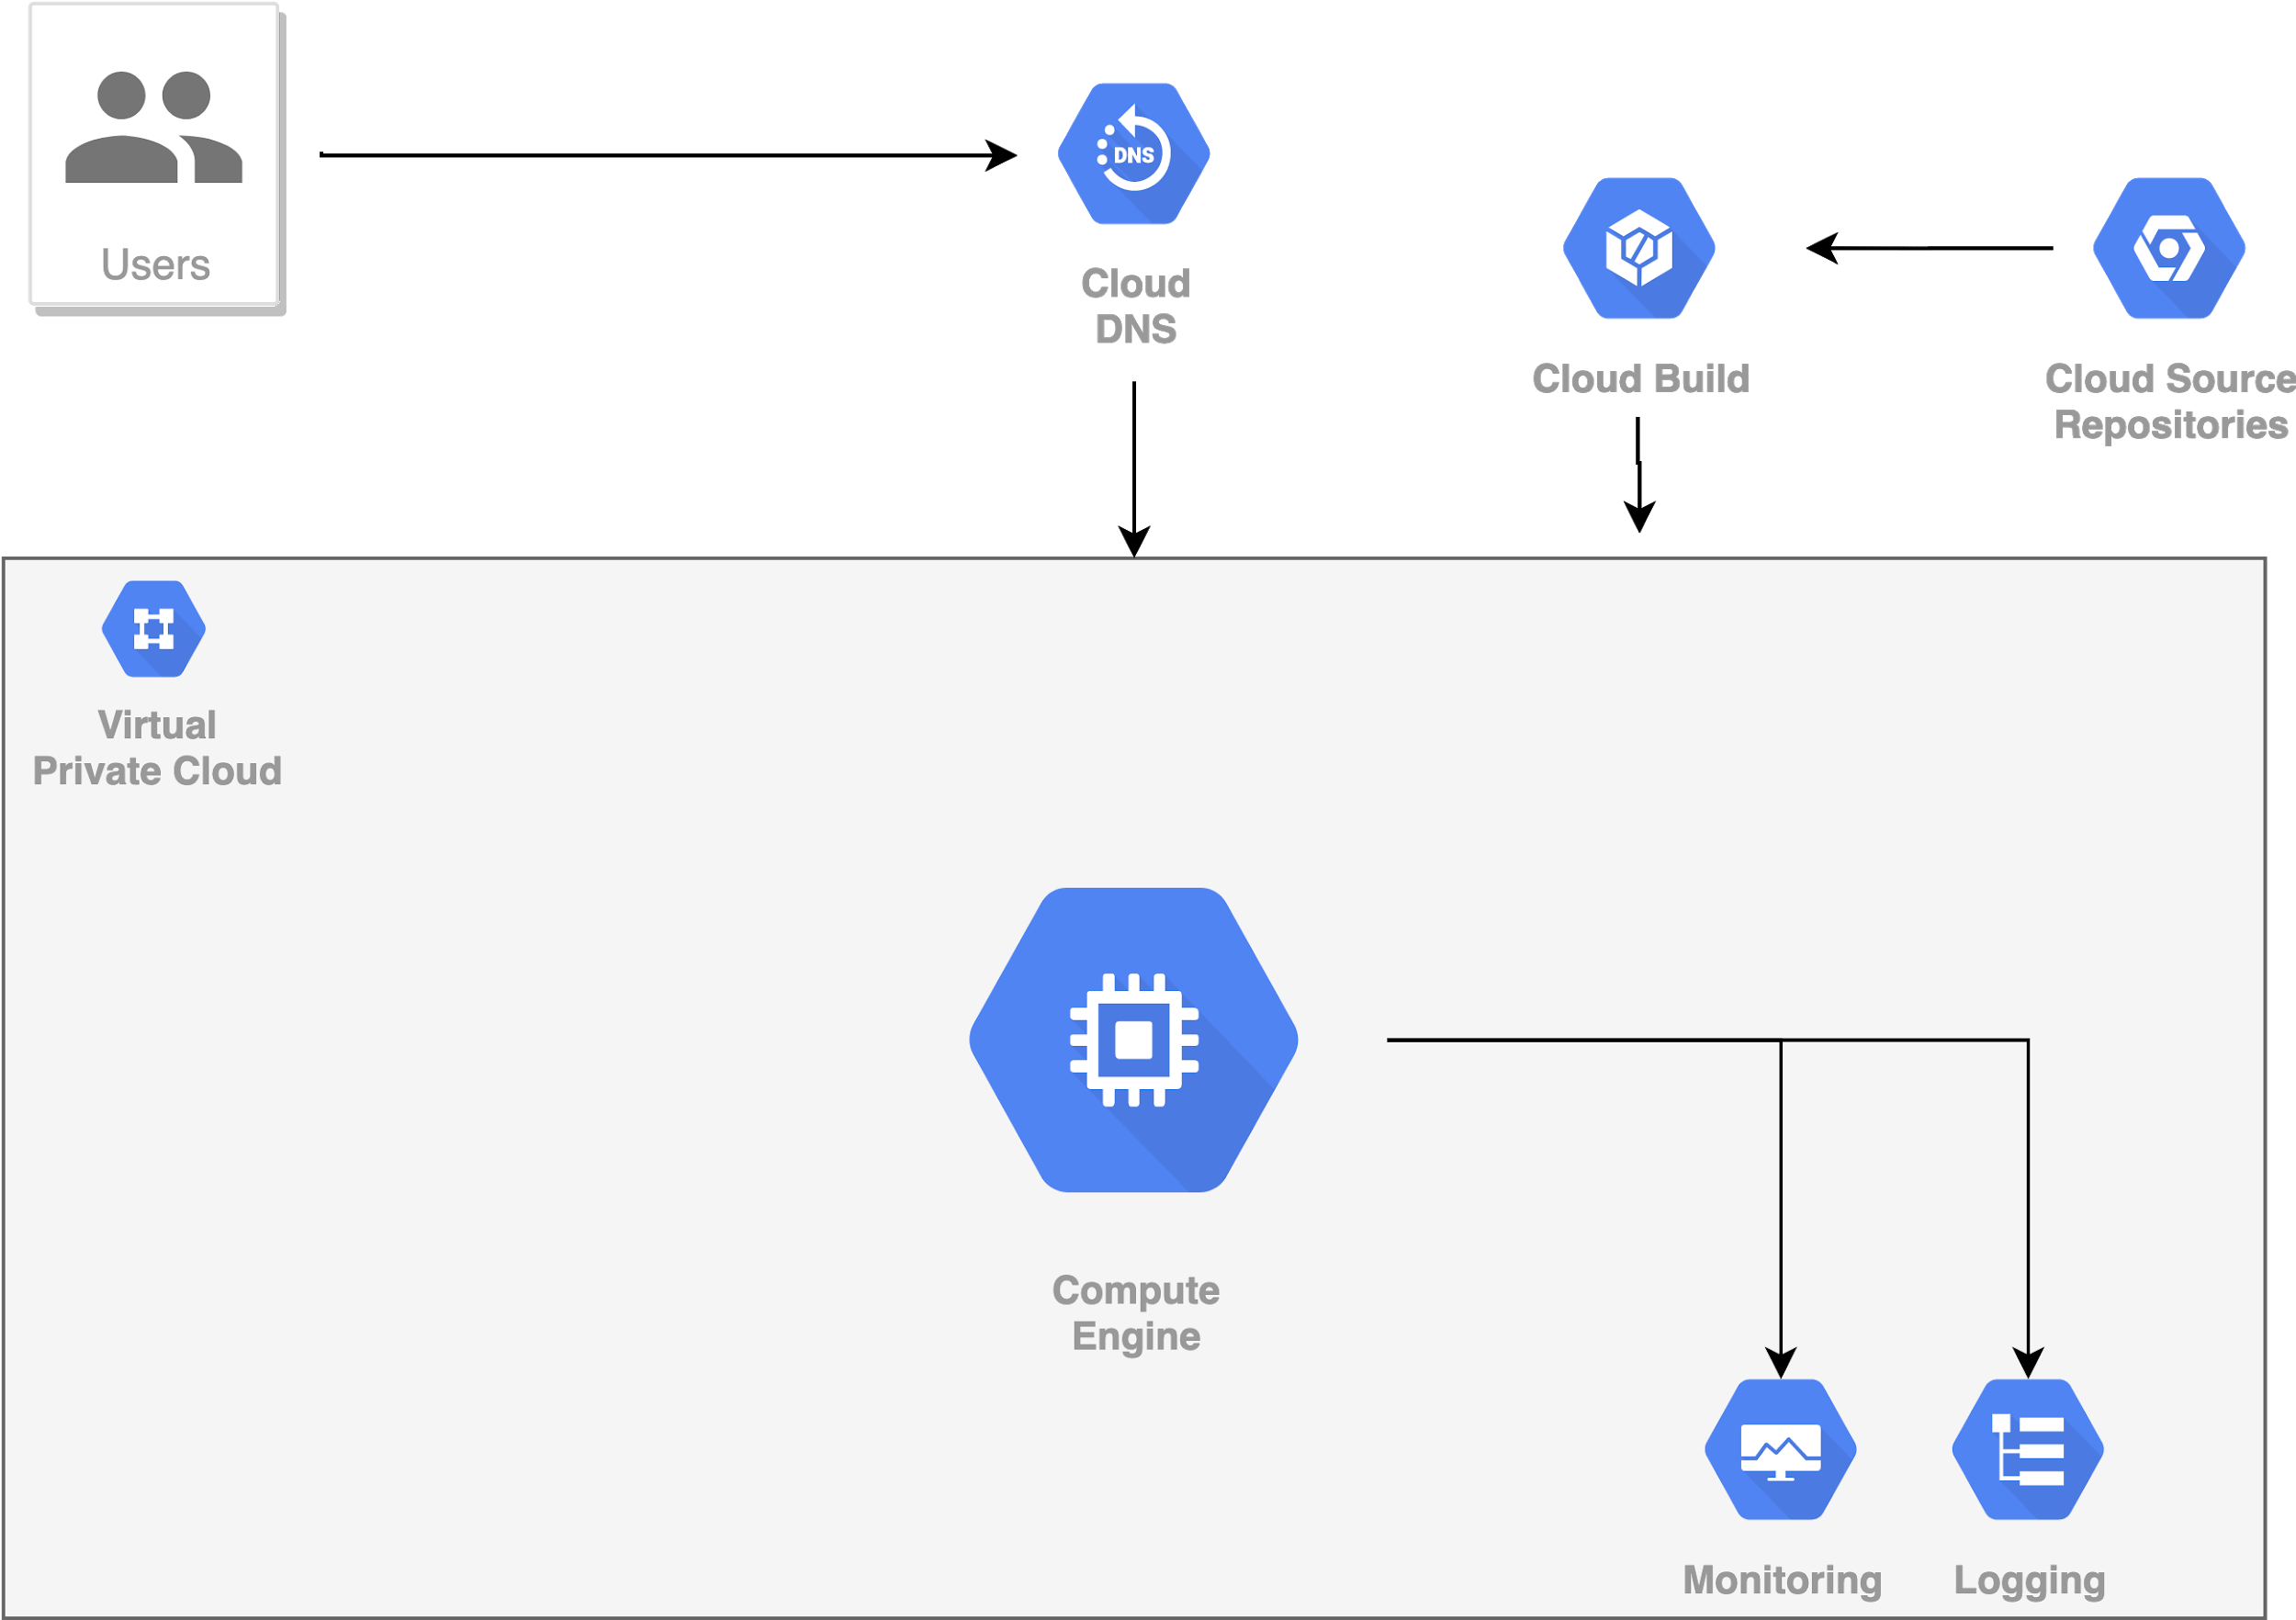 Users
DNS
Cloud
DNS
Cloud Build
Cloud Source
Repositories
Virtual
Private Cloud
Compute
Engine
Monitoring
Logging